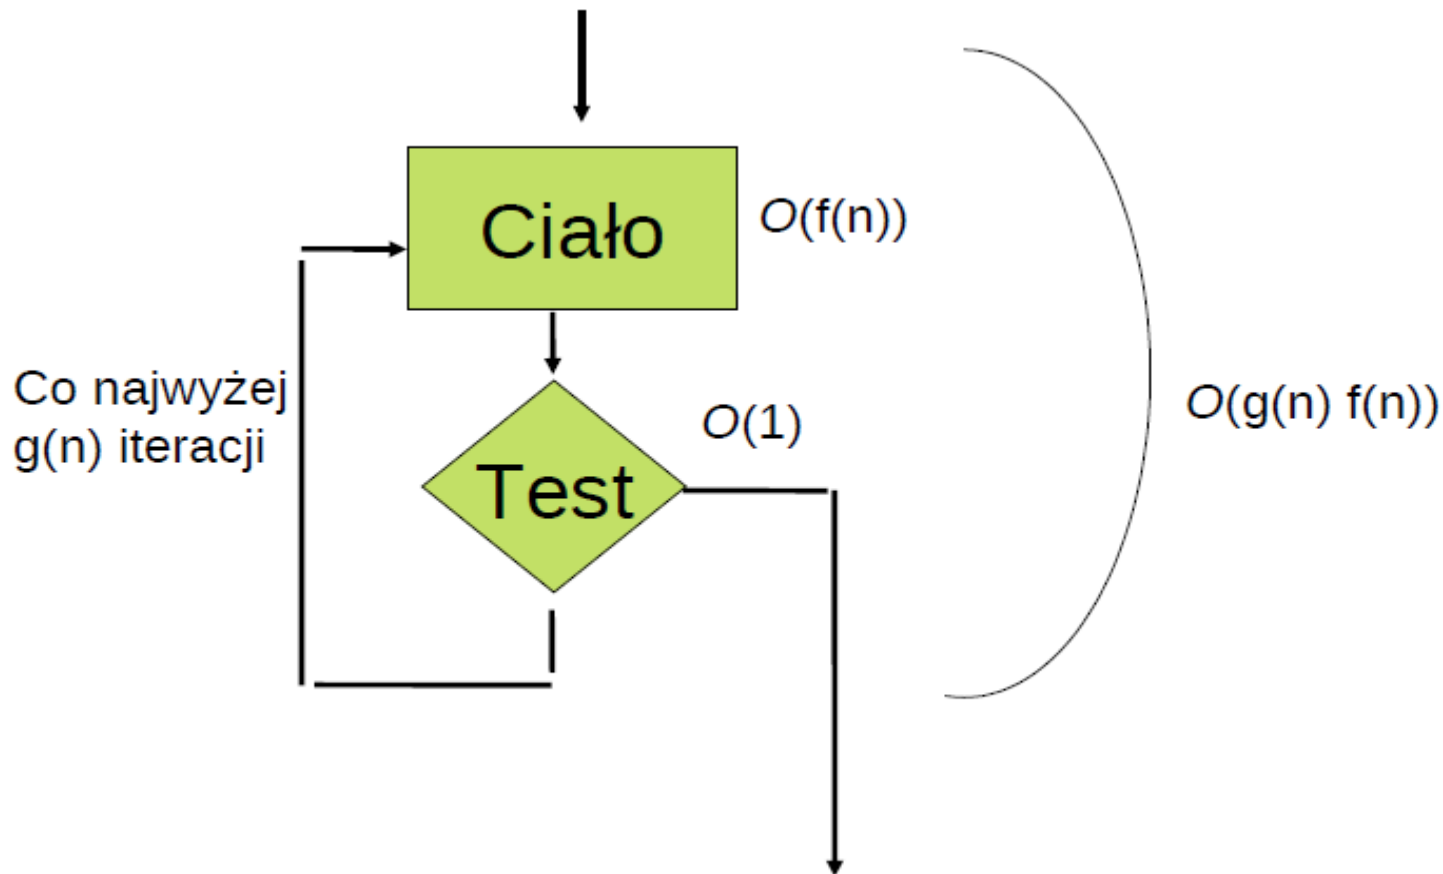 Ciało
O(f(n))
Co najwyżej
g(n) iteracji
O(1)
Test
O(g(n) f(n))